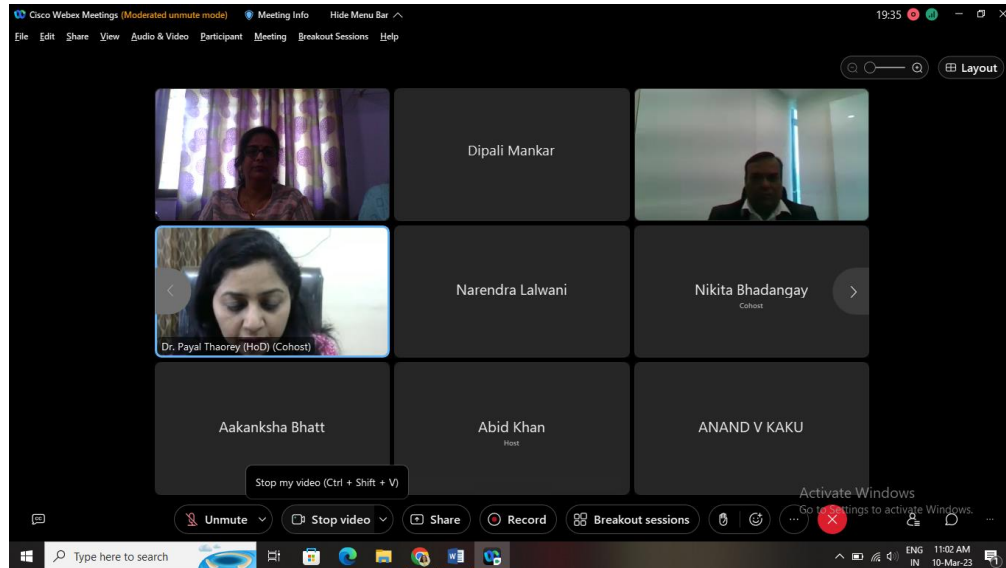 Cisco Webex Meetings (Moderated unmute mode) Meeting Info Hide Menu Bar 19:35
File Edit Share View Audio & Video Participant Meeting Breakout Sessions Help
Layout
Dipali Mankar
Dr. Payal Thaorey (HoD) (Cohost)
Narendra Lalwani
Nikita Bhadangay
Cohost
Aakanksha Bhatt
Abid Khan
Host
ANAND V KAKU
Stop my video (Ctrl + Shift + V)
Activate Windows
Go to Settings to activate Windows.
Unmute Stop video Share Record Breakout sessions
Type here to search
ENG 11:02 AM
IN 10-Mar-23